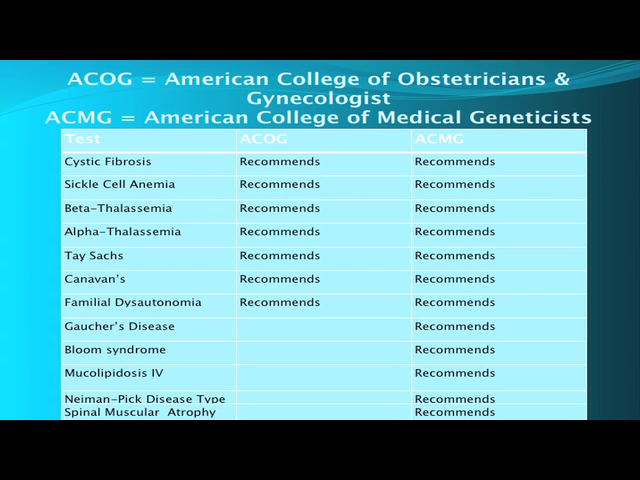 ACOG = American College of Obstetricians &
Gynecologist
ACMG = American College of Medical Geneticists
Test ACOG ACMG
Cystic Fibrosis Recommends Recommends
Sickle Cell Anemia Recommends Recommends
Beta-Thalassemia Recommends Recommends
Alpha-Thalassemia Recommends Recommends
Tay Sachs Recommends Recommends
Canavan's Recommends Recommends
Familial Dysautonomia Recommends Recommends
Gaucher's Disease Recommends
Bloom syndrome Recommends
Mucolipidosis IV Recommends
Neiman-Pick Disease Type Recommends
Spinal Muscular Atrophy Recommends